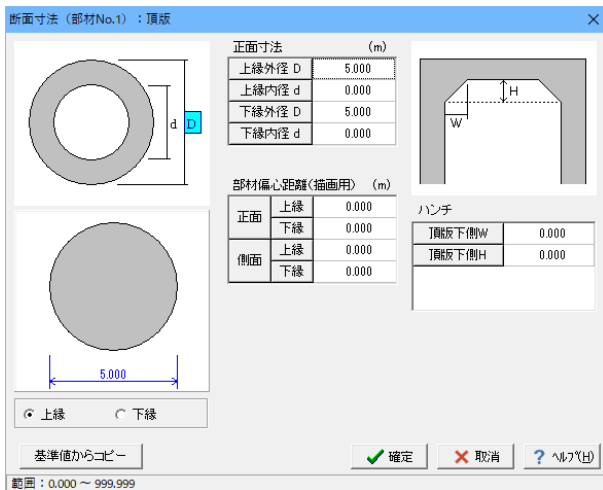 断面寸法（部材No.1）：頂版
d D
5.000
上縁 下縁
正面寸法 (m)
上縁外径 D 5.000
上縁内径 d 0.000
下縁外径 D 5.000
下縁内径 d 0.000
部材偏心距離(描画用) (m)
正面 上縁 0.000
下縁 0.000
側面 上縁 0.000
下縁 0.000
H
W
ハンチ
頂版下側W 0.000
頂版下側H 0.000
基準値からコピー 確定 取消 ? ﾍﾙﾌﾟ(H)
範囲：0.000 ～ 999.999